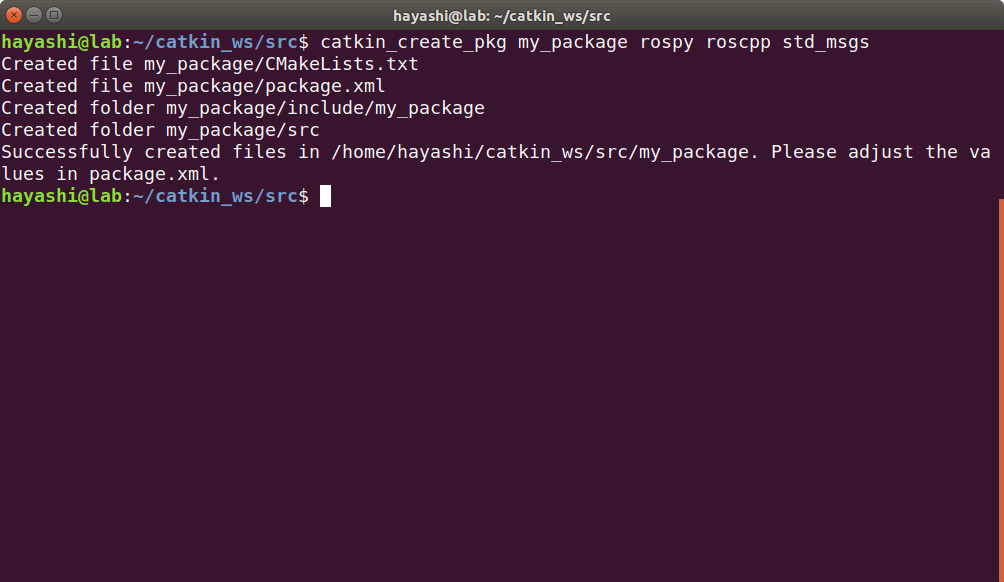 hayashi@lab: ~/catkin_ws/src
hayashi@lab:~/catkin_ws/src$ catkin_create_pkg my_package rospy roscpp std_msgs
Created file my_package/CMakeLists.txt
Created file my_package/package.xml
Created folder my_package/include/my_package
Created folder my_package/src
Successfully created files in /home/hayashi/catkin_ws/src/my_package. Please adjust the va
lues in package.xml.
hayashi@lab:~/catkin_ws/src$